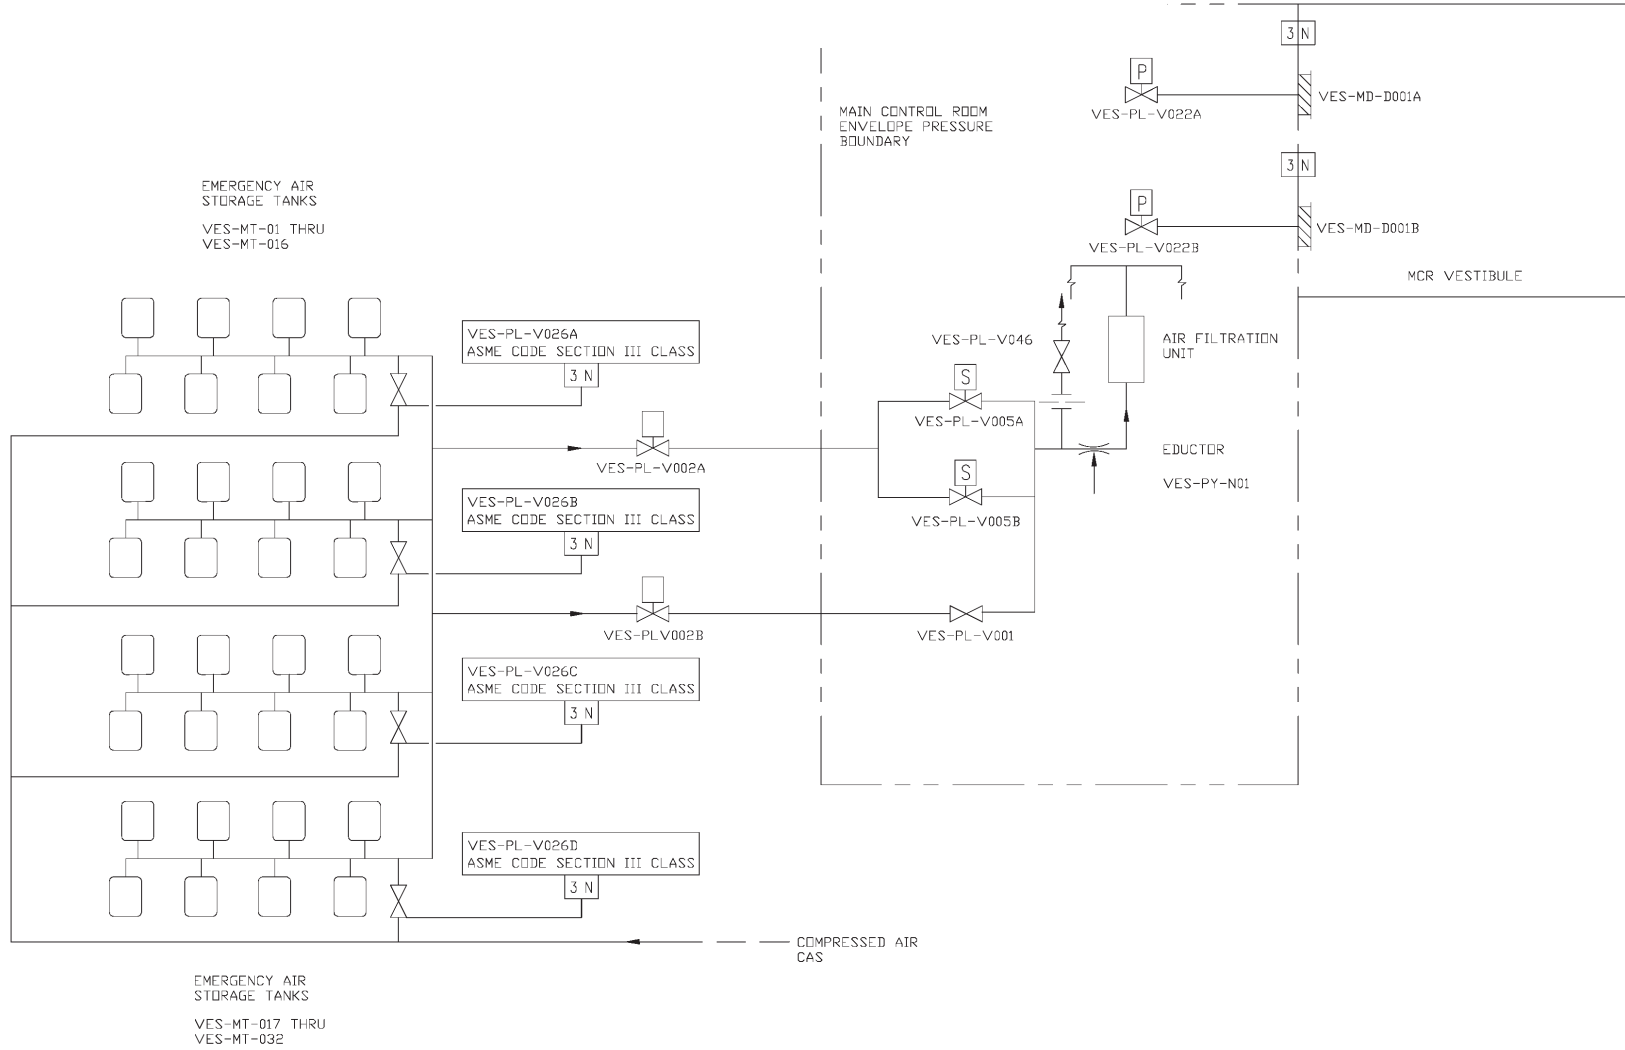 3 N
P
VES-MD-D001A
VES-PL-V022A
MAIN CONTROL ROOM
ENVELOPE PRESSURE
BOUNDARY
3 N
EMERGENCY AIR
STORAGE TANKS
VES-MT-01 THRU
VES-MT-016
P
VES-MD-D001B
VES-PL-V022B
MCR VESTIBULE
VES-PL-V026A
ASME CODE SECTION III CLASS
3 N
VES-PL-V046
AIR FILTRATION
UNIT
S
VES-PL-V005A
VES-PL-V002A
EDUCTOR
VES-PY-N01
S
VES-PL-V005B
VES-PL-V026B
ASME CODE SECTION III CLASS
3 N
VES-PLV002B
VES-PL-V001
VES-PL-V026C
ASME CODE SECTION III CLASS
3 N
VES-PL-V026D
ASME CODE SECTION III CLASS
3 N
COMPRESSED AIR
CAS
EMERGENCY AIR
STORAGE TANKS
VES-MT-017 THRU
VES-MT-032